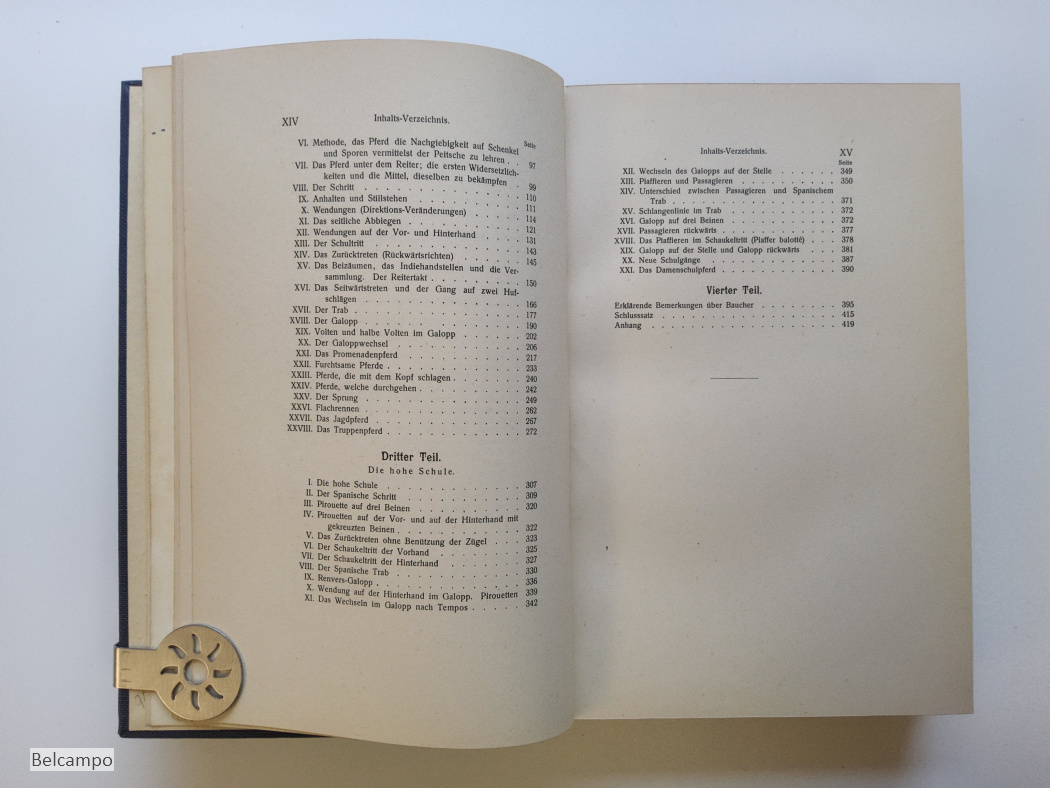 XIV
Inhalts-Verzeichnis.
Seite
VI. Methode, das Pferd die Nachgiebigkeit auf Schenkel
und Sporen vermittelst der Peitsche zu lehren . . 97
VII. Das Pferd unter dem Reiter; die ersten Widersetzlich-
keiten und die Mittel, dieselben zu bekämpfen . 99
VIII. Der Schritt . . . . . . . . . . . . . 110
IX. Anhalten und Stillstehen . . . . . . . . . 111
X. Wendungen (Direktions-Veränderungen) . . . . 114
XI. Das seitliche Abbiegen . . . . . . . . . 121
XII. Wendungen auf der Vor- und Hinterhand . . . . 131
XIII. Der Schultritt . . . . . . . . . . . . 143
XIV. Das Zurücktreten (Rückwärtsrichten) . . . . . 145
XV. Das Beizäumen, das Indiehandstellen und die Ver-
sammlung. Der Reitertakt . . . . . . . . 150
XVI. Das Seitwärtstreten und der Gang auf zwei Huf-
schlägen . . . . . . . . . . . . . 166
XVII. Der Trab . . . . . . . . . . . . . . 177
XVIII. Der Galopp . . . . . . . . . . . . . 190
XIX. Volten und halbe Volten im Galopp . . . . . . 202
XX. Der Galoppwechsel . . . . . . . . . . . 206
XXI. Das Promenadenpferd . . . . . . . . . . 217
XXII. Furchtsame Pferde . . . . . . . . . . . 233
XXIII. Pferde, die mit dem Kopf schlagen . . . . . . 240
XXIV. Pferde, welche durchgehen . . . . . . . . . 242
XXV. Der Sprung . . . . . . . . . . . . . 249
XXVI. Flachrennen . . . . . . . . . . . . . 262
XXVII. Das Jagdpferd . . . . . . . . . . . . 267
XXVIII. Das Truppenpferd . . . . . . . . . . . 272
Dritter Teil.
Die hohe Schule.
I. Die hohe Schule . . . . . . . . . . . 307
II. Der Spanische Schritt . . . . . . . . . . 309
III. Pirouette auf drei Beinen . . . . . . . . . 320
IV. Pirouetten auf der Vor- und auf der Hinterhand mit
gekreuzten Beinen . . . . . . . . . . 322
V. Das Zurücktreten ohne Benützung der Zügel . . . 323
VI. Der Schaukeltritt der Vorhand . . . . . . . 325
VII. Der Schaukeltritt der Hinterhand . . . . . . 327
VIII. Der Spanische Trab . . . . . . . . . . 330
IX. Renvers-Galopp . . . . . . . . . . . . 336
X. Wendung auf der Hinterhand im Galopp. Pirouetten 339
XI. Das Wechseln im Galopp nach Tempos . . . . . 342
Inhalts-Verzeichnis.
XV
Seite
XII. Wechseln des Galopps auf der Stelle . . . . . . 349
XIII. Piaffieren und Passagieren . . . . . . . . . 350
XIV. Unterschied zwischen Passagieren und Spanischem
Trab . . . . . . . . . . . . . . 371
XV. Schlangenlinie im Trab . . . . . . . . . . 372
XVI. Galopp auf drei Beinen . . . . . . . . . . 372
XVII. Passagieren rückwärts . . . . . . . . . . 377
XVIII. Das Piaffieren im Schaukeltritt (Piaffer balotté) . . . 378
XIX. Galopp auf der Stelle und Galopp rückwärts . . . . 381
XX. Neue Schulgänge . . . . . . . . . . . . 387
XXI. Das Damenschulpferd . . . . . . . . . . . 390
Vierter Teil.
Erklärende Bemerkungen über Baucher . . . . . . . . 395
Schlusssatz . . . . . . . . . . . . . . . . 415
Anhang . . . . . . . . . . . . . . . . . 419
Belcampo